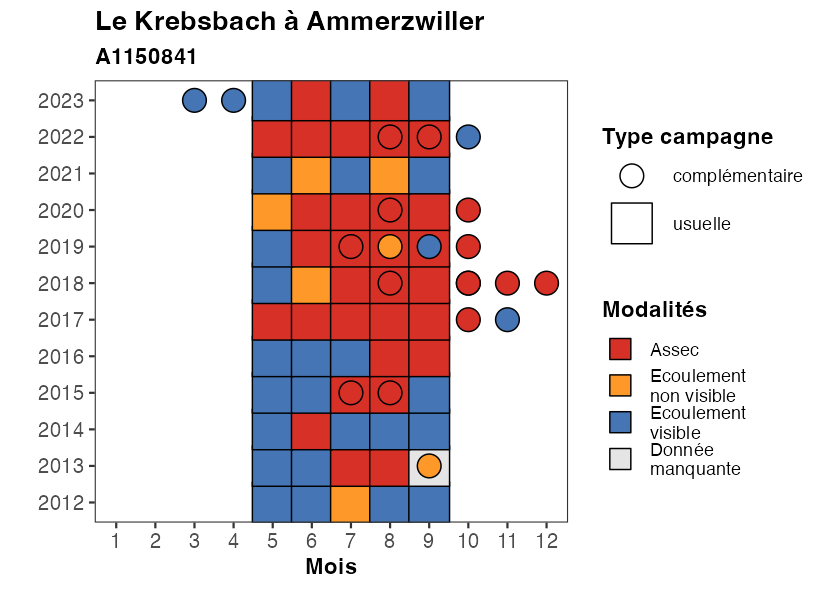 Le Krebsbach à Ammerzwiller
A1150841
2023
2022
2021
2020
2019
2018
2017
2016
2015
2014
2013
2012
1 2 3 4 5 6 7 8 9 10 11 12
Mois
Type campagne
complémentaire
usuelle
Modalités
Assec
Ecoulement
non visible
Ecoulement
visible
Donnée
manquante